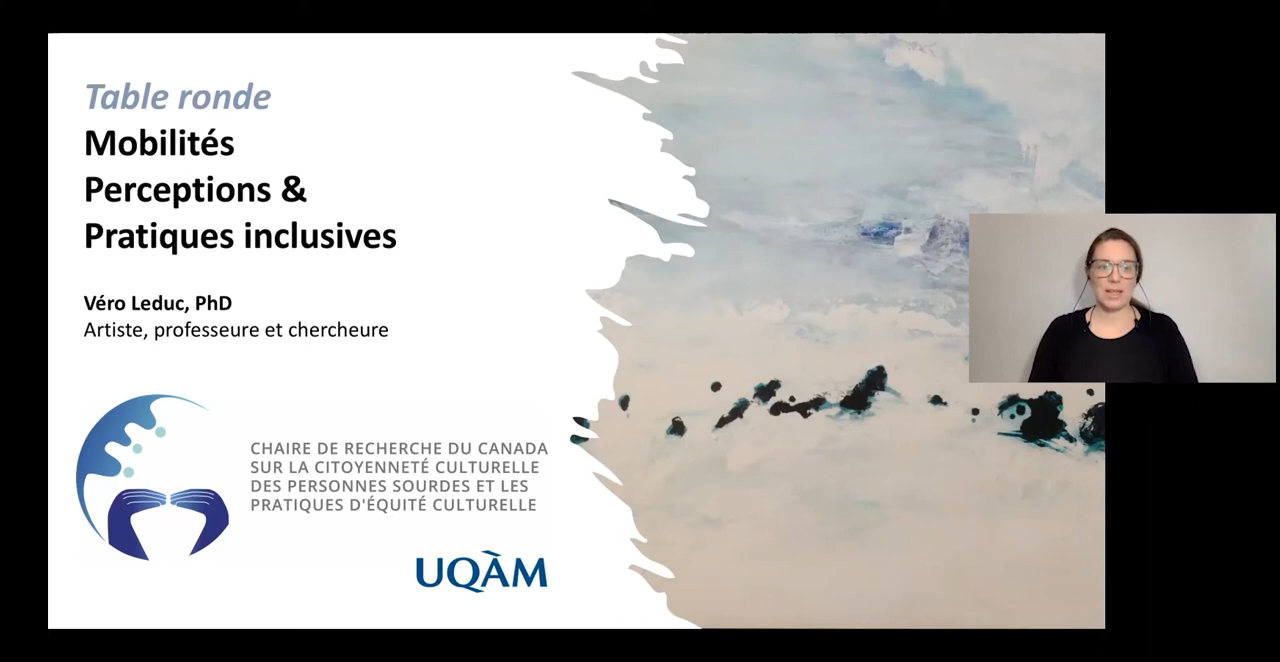 Table ronde
Mobilités
Perceptions &
Pratiques inclusives
Véro Leduc, PhD
Artiste, professeure et chercheure
CHAIRE DE RECHERCHE DU CANADA
SUR LA CITOYENNETÉ CULTURELLE
DES PERSONNES SOURDES ET LES
PRATIQUES D'ÉQUITÉ CULTURELLE
UQÀM